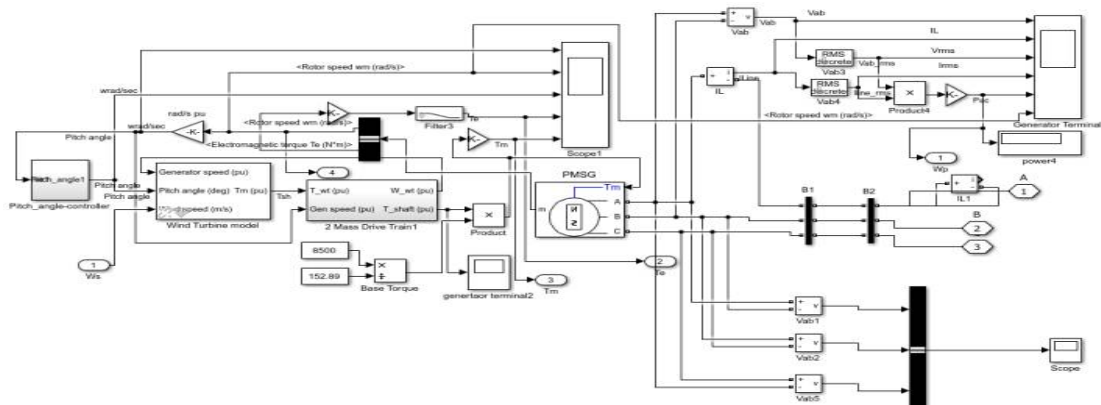 Vab
Vab
Vab
IL
Vrms
Vab_rms
Irms
IL
RMS
discrete
Vab3
RMS
discrete
Vab4
Product4
K-
<Rotor speed wm (rad/s)>
Generator Terminal
power4
1
Wp
<Rotor speed wm (rad/s)>
wrad/sec
rad/s pu
wrad/sec
-K-
Pitch angle
<Rotor speed wm (rad/s)>
<Electromagnetic torque Te (N*m)>
K-
Filter3
Te
K-
Tm
Scope1
4
Pitch_angle1
Pitch_angle-controller
Pitch angle
Pitch angle
Generator speed (pu)
Pitch angle (deg)
Tm (pu)
speed (m/s)
Wind Turbine model
Tsh
T_wt (pu)
W_wt (pu)
Gen speed (pu)
T_shaft (pu)
2 Mass Drive Train1
Product
PMSG
Tm
m
N
S
A
B
C
B1
B2
IL1
A
1
B
2
3
1
Ws
8500
152.89
Base Torque
genertaor terminal2
3
Tm
2
Te
Vab1
Vab2
Vab5
Scope